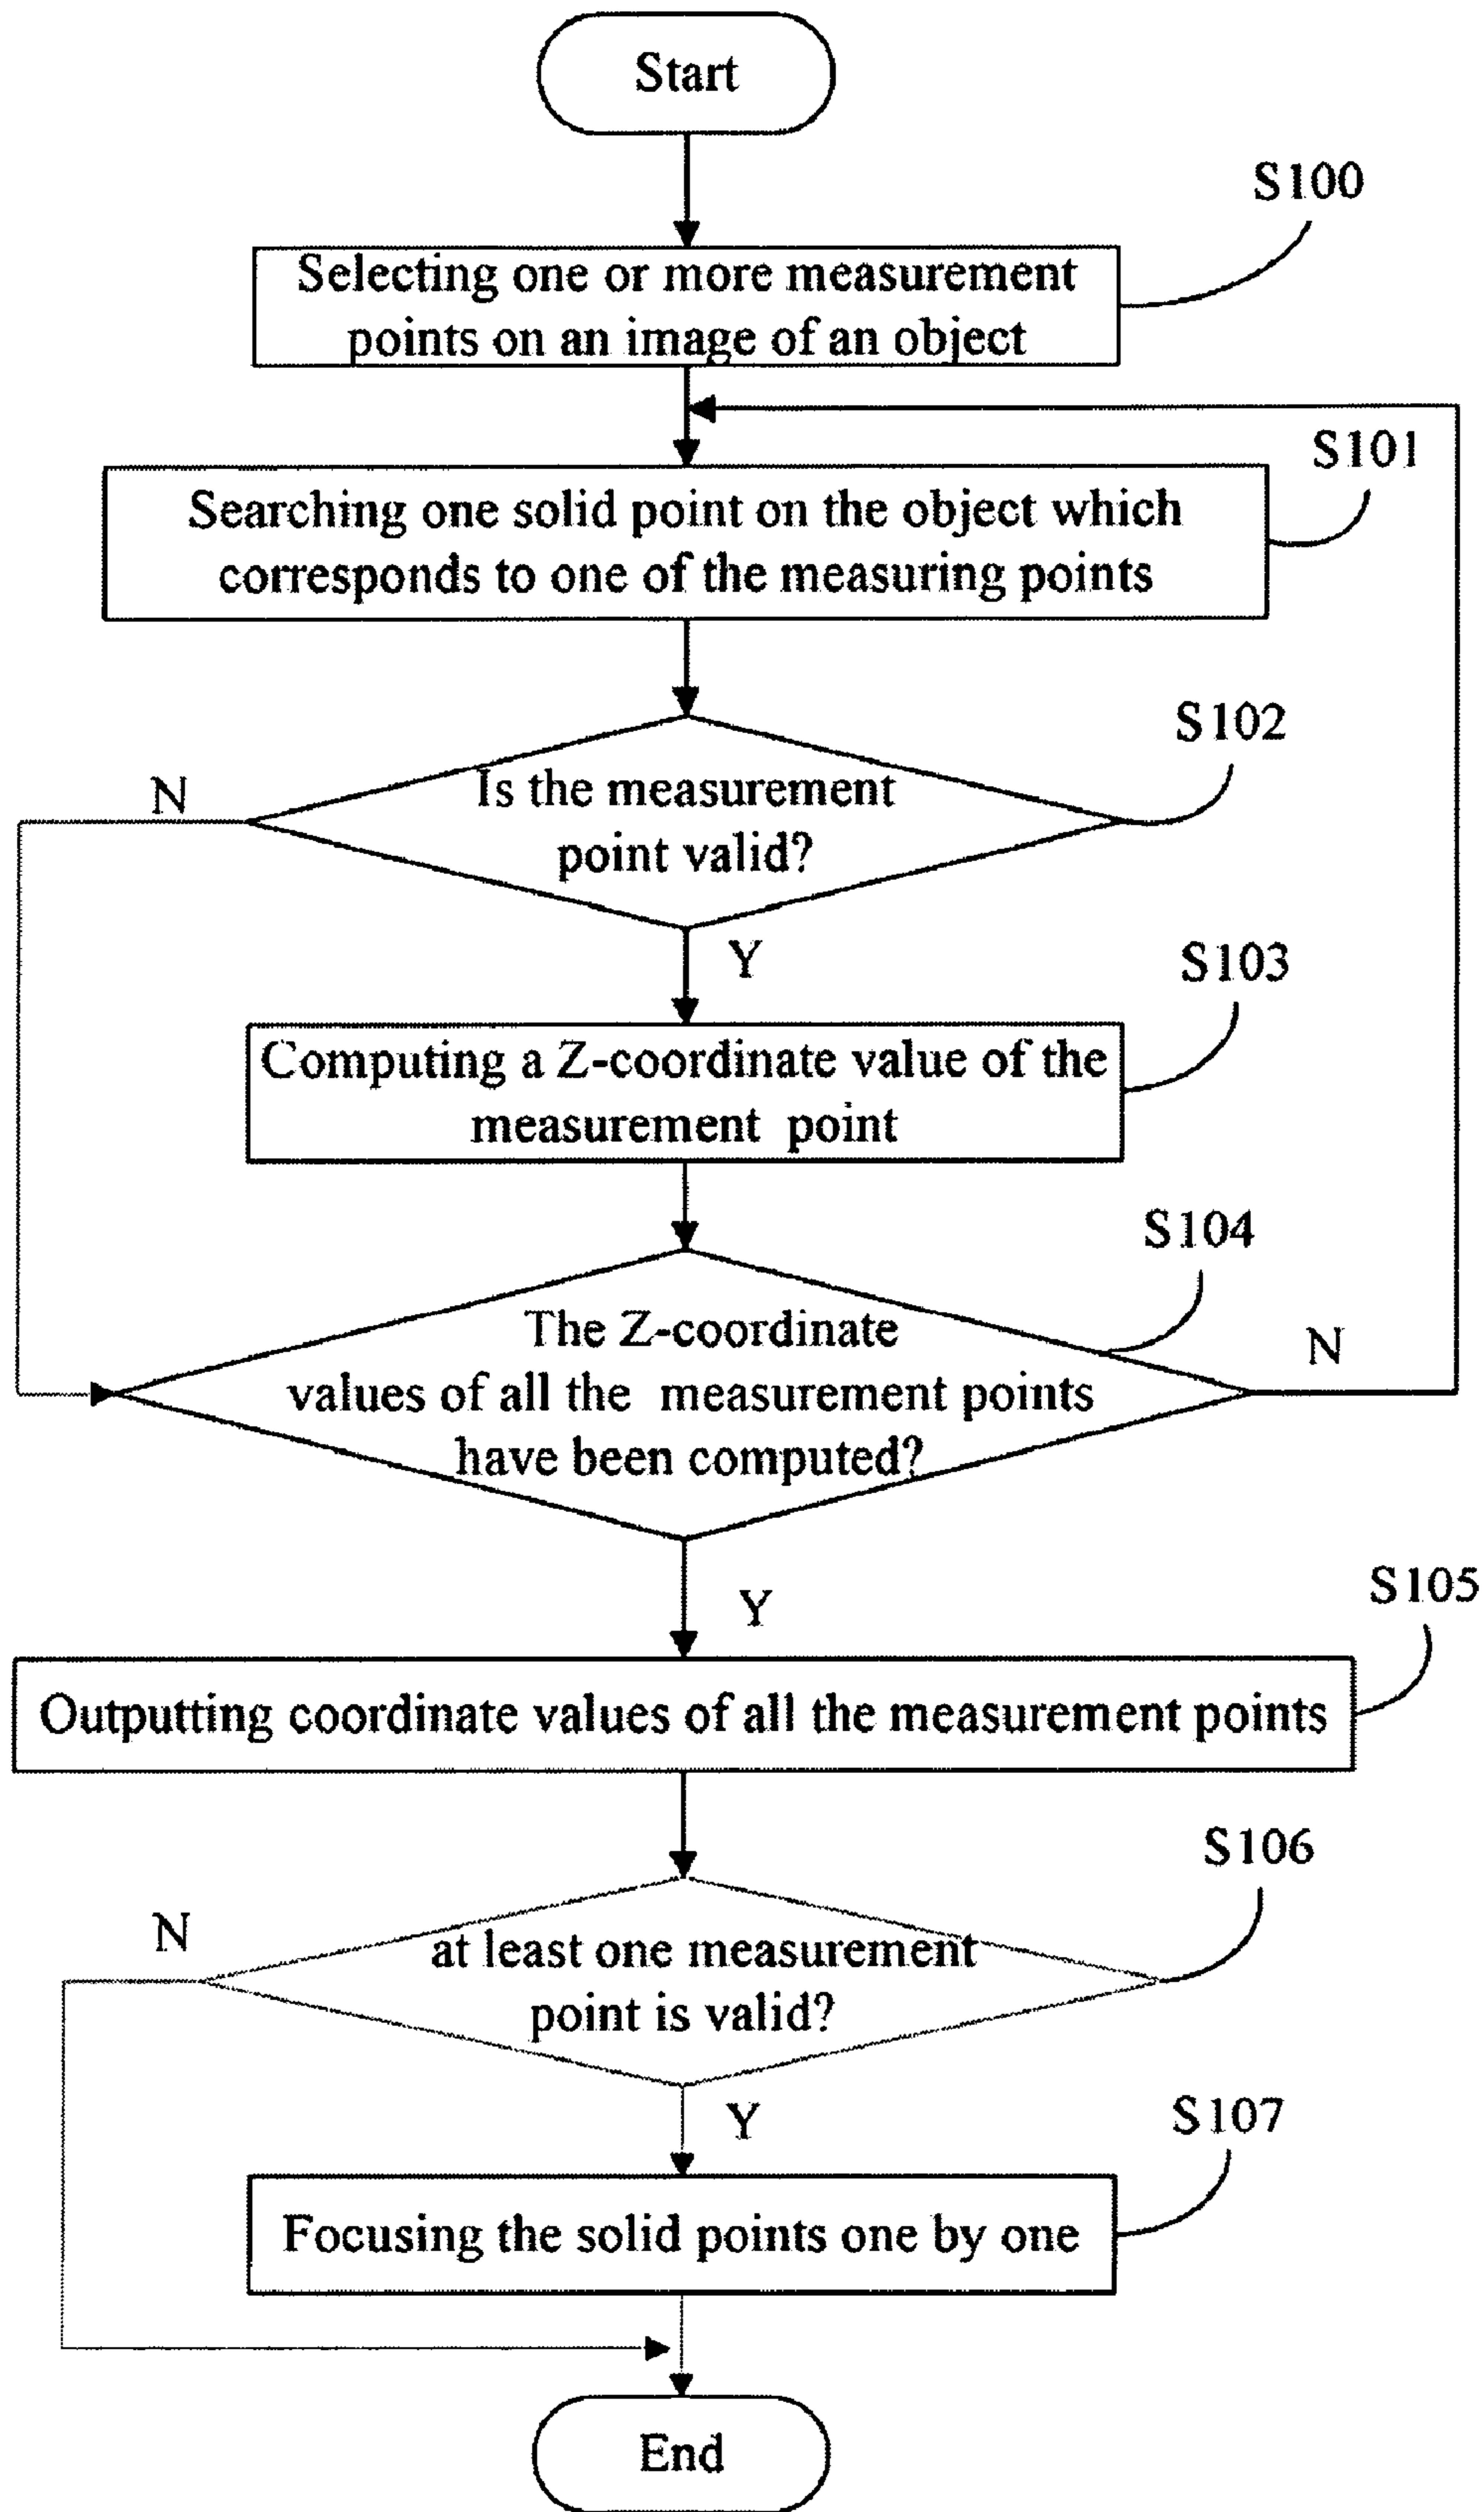 Start
S100
Selecting one or more measurement
points on an image of an object
S101
Searching one solid point on the object which
corresponds to one of the measuring points
S102
N
Is the measurement
point valid?
Y
S103
Computing a Z-coordinate value of the
measurement point
S104
The Z-coordinate
N
values of all the measurement points
have been computed?
Y
S105
Outputting coordinate values of all the measurement points
S106
N
at least one measurement
point is valid?
Y
S107
Focusing the solid points one by one
End